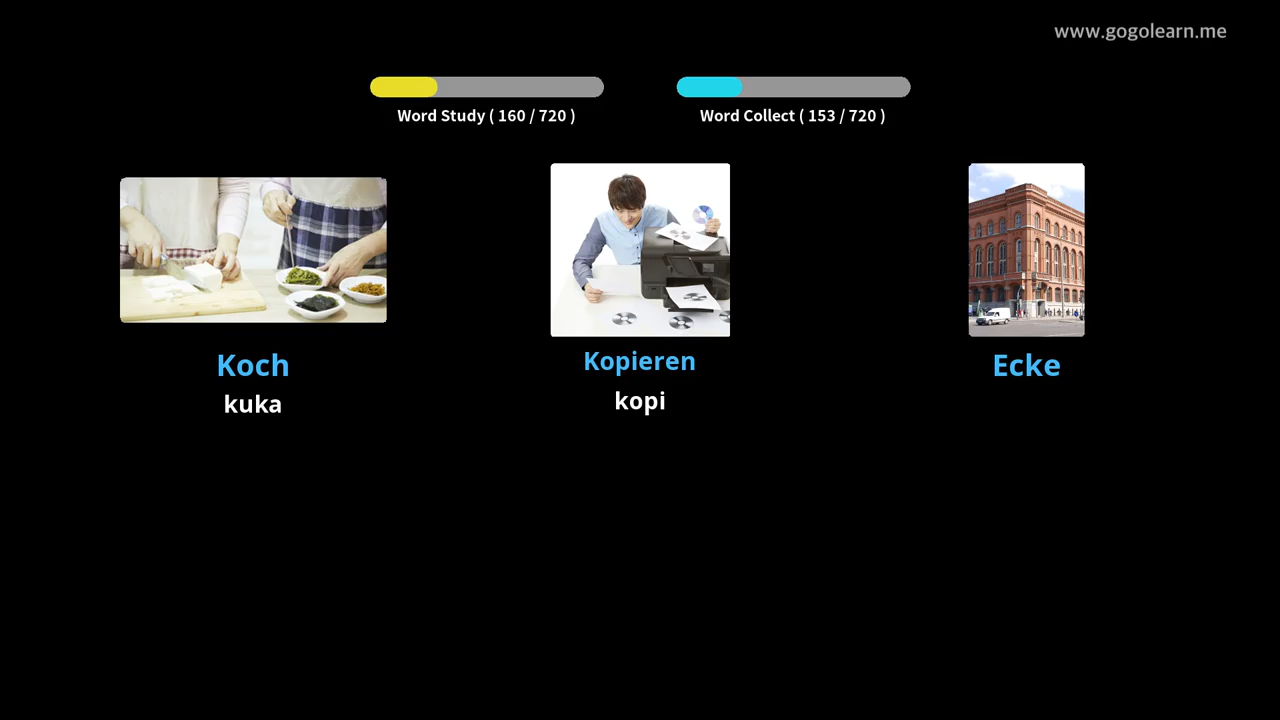 www.gogolearn.me
Word Study ( 160 / 720 )
Word Collect ( 153 / 720 )
Koch
kuka
Kopieren
kopi
Ecke